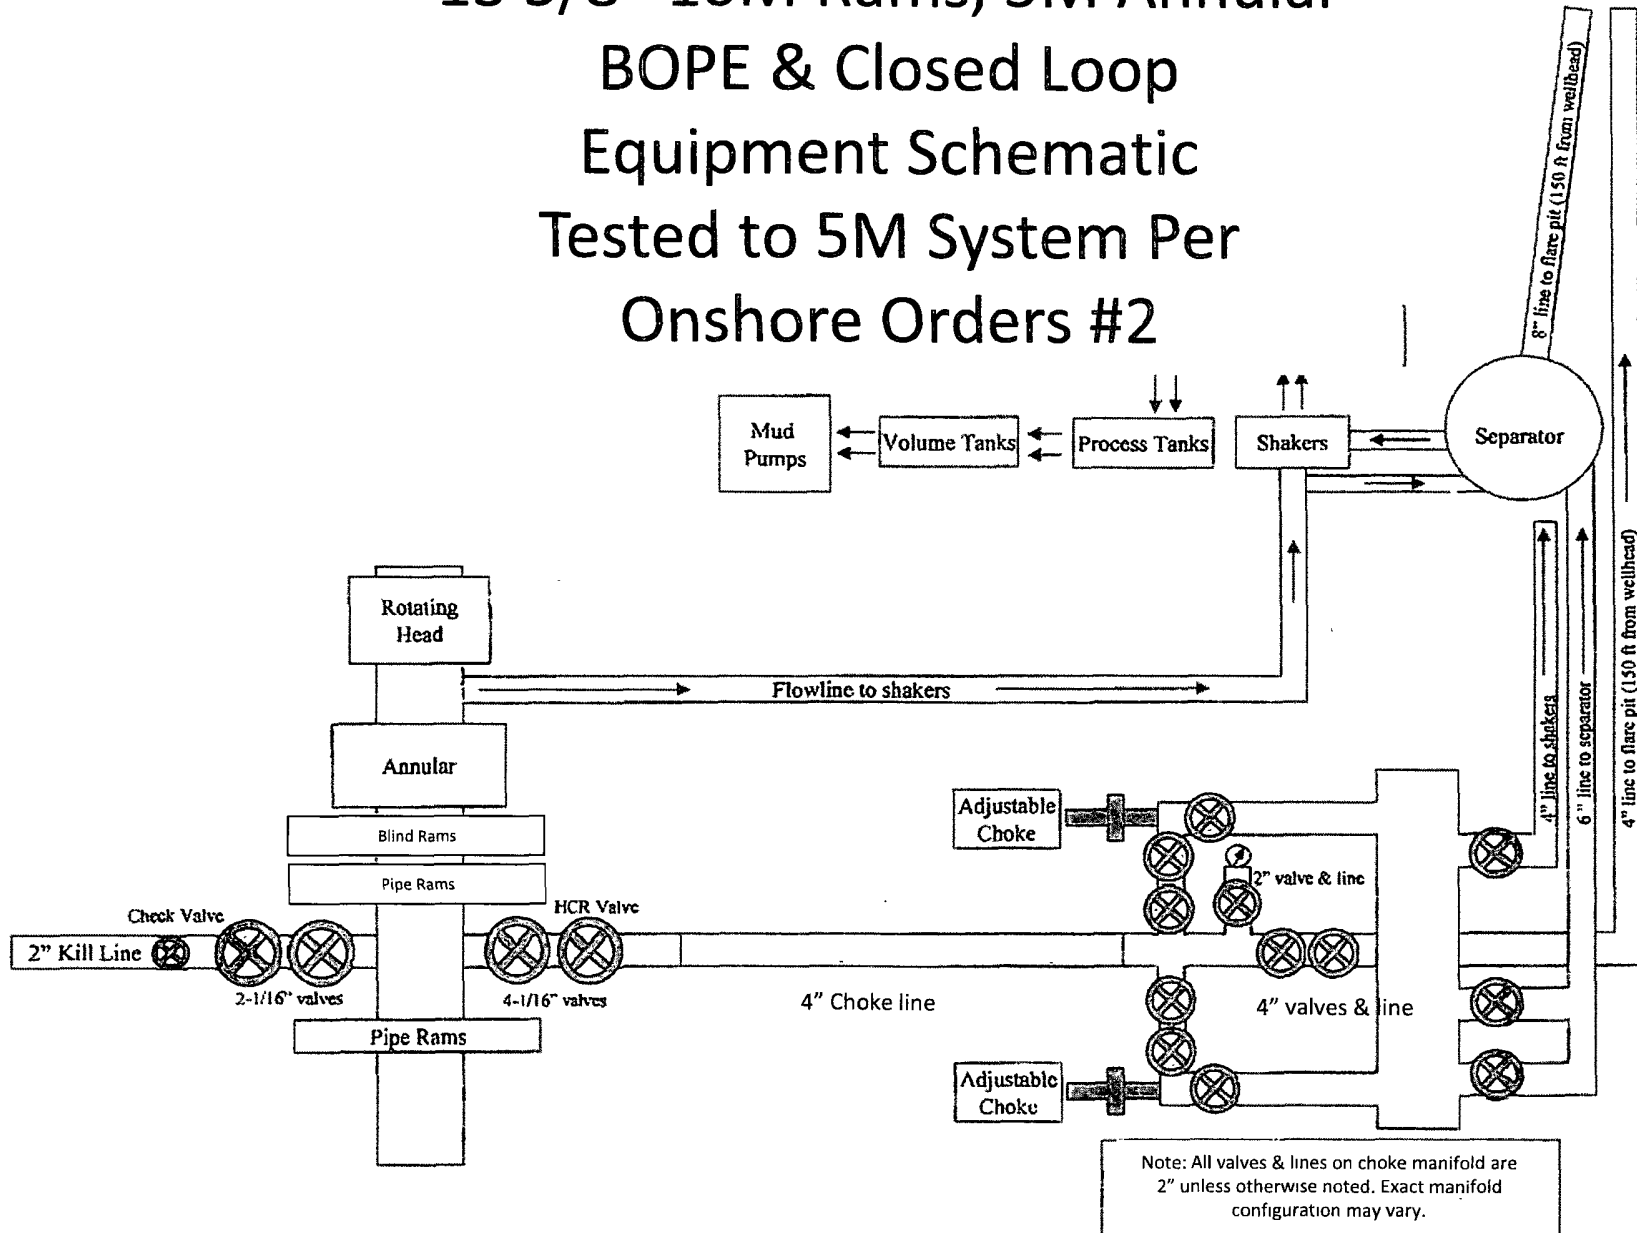 BOPE & Closed Loop
Equipment Schematic
Tested to 5M System Per
Onshore Orders #2
8" line to flare pit (150 ft from wellhead)
Mud
Pumps
Volume Tanks
Process Tanks
Shakers
Separator
Rotating
Head
Flowline to shakers
Annular
Blind Rams
Pipe Rams
Check Valve
HCR Valve
2" Kill Line
2-1/16" valves
4-1/16" valves
4" Choke line
Pipe Rams
Adjustable
Choke
2" valve & line
4" valves & line
Adjustable
Choke
4" line to shakers
6" line to separator
4" line to flare pit (150 ft from wellhead)
Note: All valves & lines on choke manifold are
2" unless otherwise noted. Exact manifold
configuration may vary.